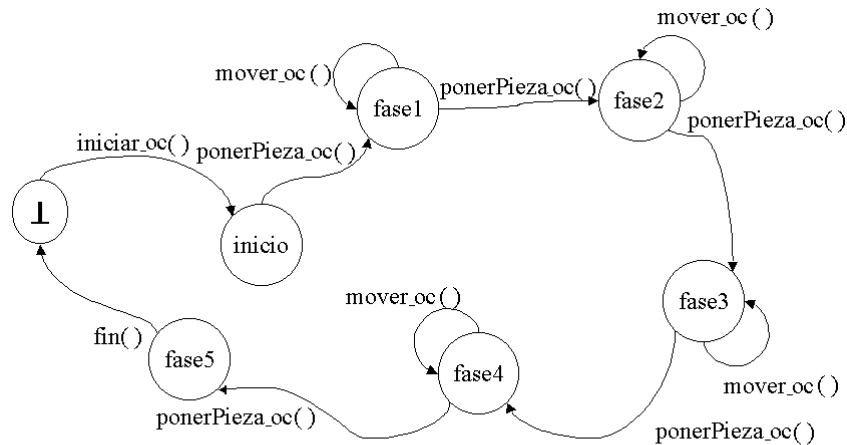 mover_oc ( )
mover_oc ( )
ponerPieza_oc( )
fase1
fase2
ponerPieza_oc( )
iniciar_oc( )
ponerPieza_oc( )
⊥
inicio
mover_oc ( )
fase3
fin( )
fase5
fase4
mover_oc ( )
ponerPieza_oc( )
ponerPieza_oc( )